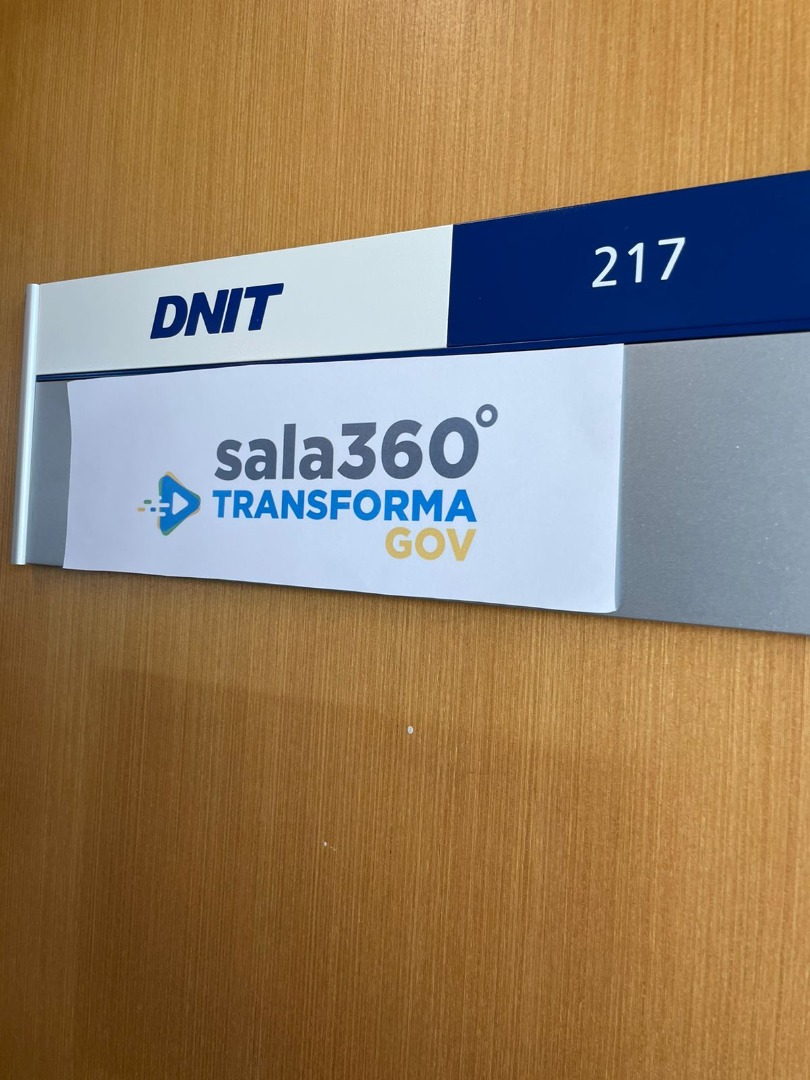 DNIT
217
sala360°
TRANSFORMA
GOV